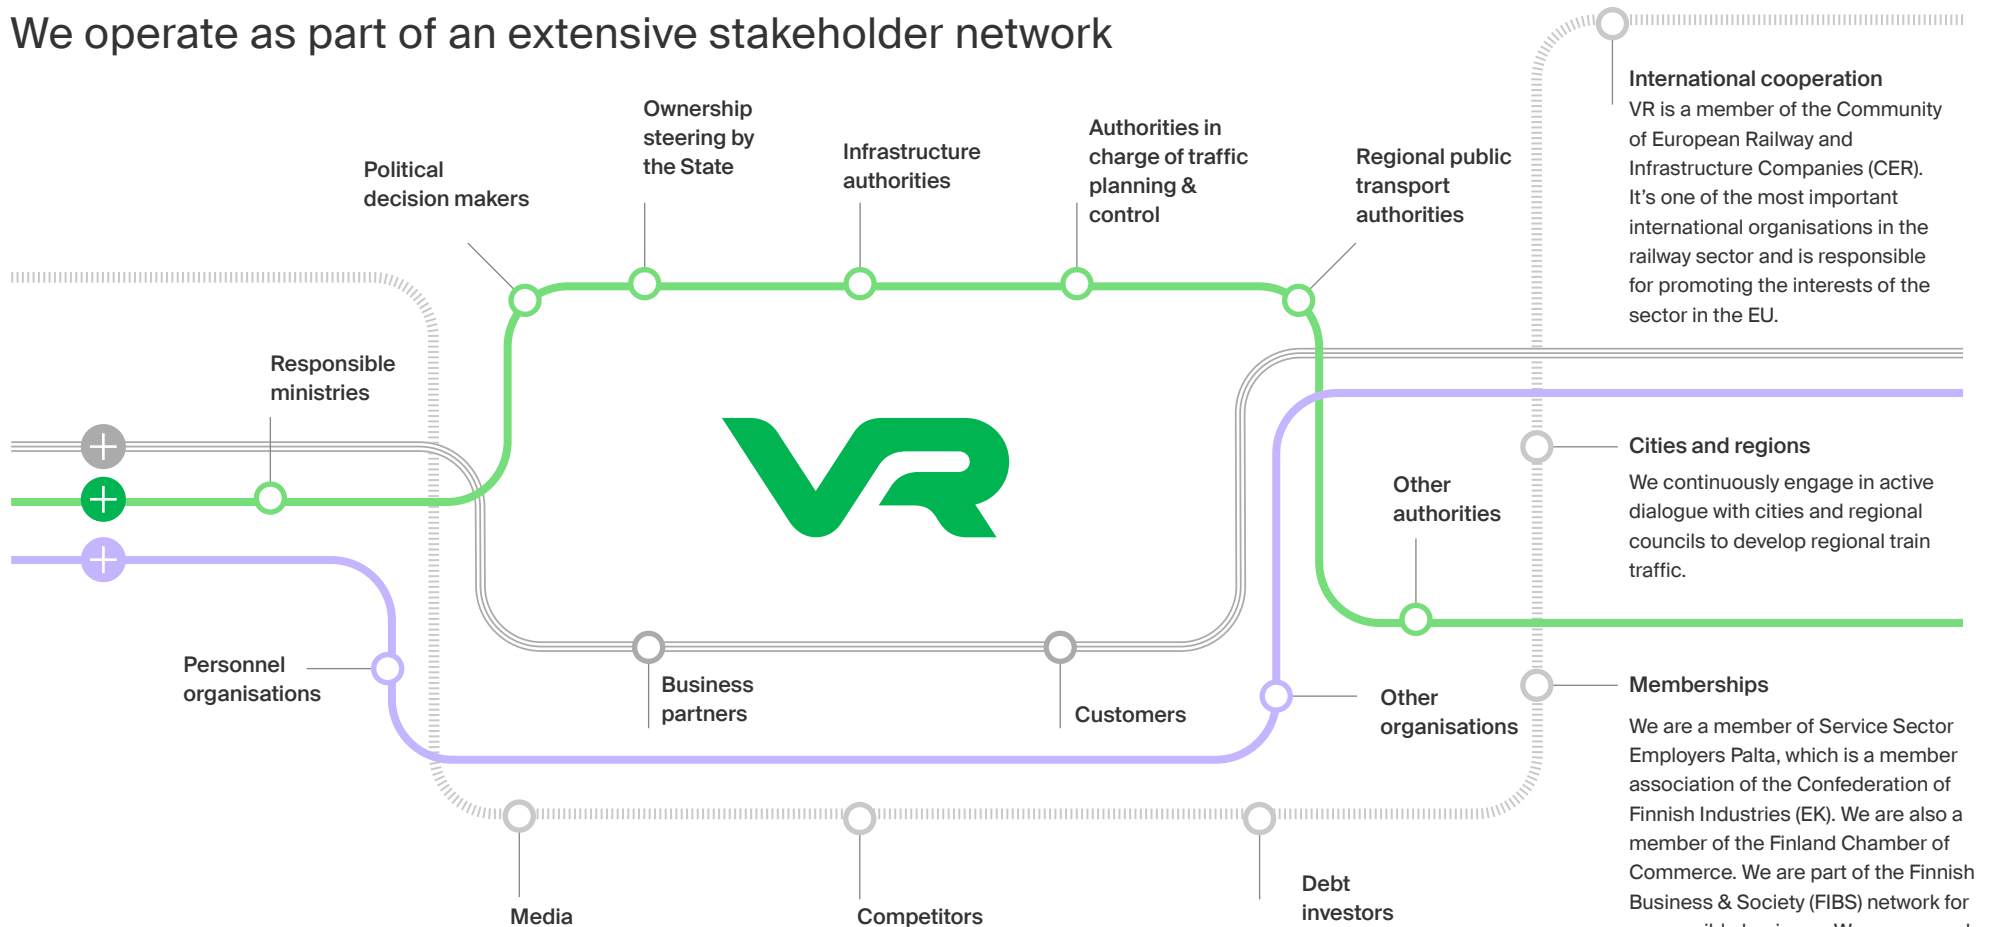 We operate as part of an extensive stakeholder network
Political
decision makers
Ownership
steering by
the State
Infrastructure
authorities
Authorities in
charge of traffic
planning &
control
Regional public
transport
authorities
Responsible
ministries
VR
Other
authorities
Personnel
organisations
Business
partners
Customers
Other
organisations
Media
Competitors
Debt
investors
International cooperation
VR is a member of the Community
of European Railway and
Infrastructure Companies (CER).
It’s one of the most important
international organisations in the
railway sector and is responsible
for promoting the interests of the
sector in the EU.
Cities and regions
We continuously engage in active
dialogue with cities and regional
councils to develop regional train
traffic.
Memberships
We are a member of Service Sector
Employers Palta, which is a member
association of the Confederation of
Finnish Industries (EK). We are also a
member of the Finland Chamber of
Commerce. We are part of the Finnish
Business & Society (FIBS) network for